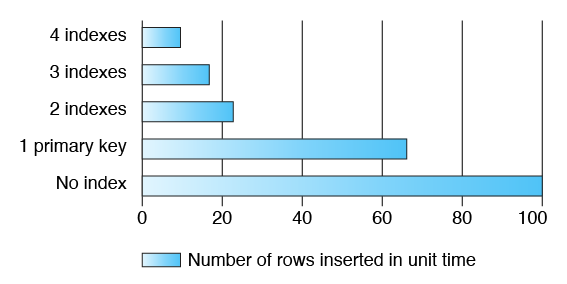 4 indexes
3 indexes
2 indexes
1 primary key
No index
0 20 40 60 80 100
Number of rows inserted in unit time